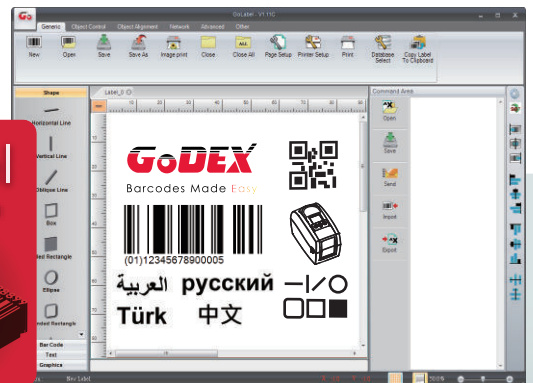 Go
GoLabel - V1.11C
Generic Object Control Object Alignment Network Advanced Other
New Open Save Save As Image print Close Close All Page Setup Printer Setup Print Database Select Copy Label To Clipboard
ALL
Shape
Label_0
Command Area
Horizontal Line
Vertical Line
Oblique Line
Box
Ellipse
Bar Code
Text
Graphics
Open
Save
Send
Import
Export
GODEX
Barcodes Made Easy
(01)12345678900005
العربية русский
Türk 中文
New Label